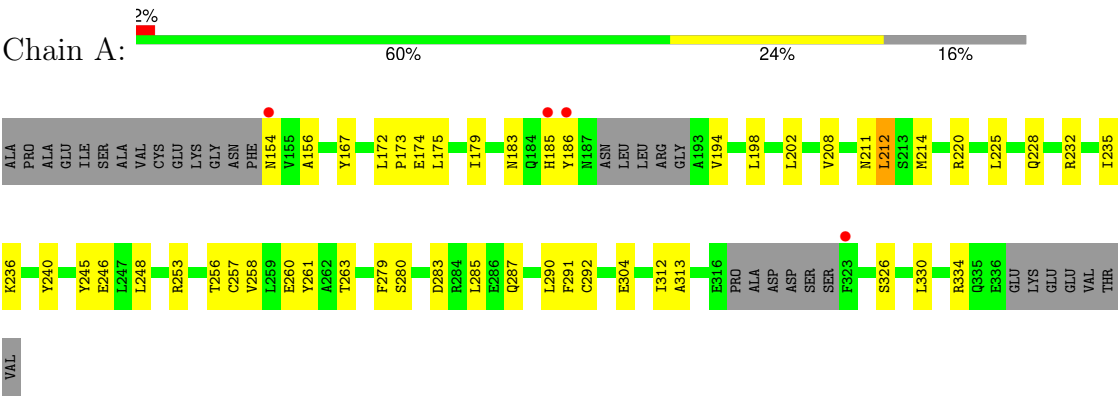 2%
Chain A:
60% 24% 16%
ALA PRO ALA GLU ILE SER ALA VAL CYS GLU LYS GLY ASN PHE N154 V155 A156 Y167 L172 P173 E174 L175 I179 N183 Q184 H185 Y186 N187 ASN LEU LEU ARG GLY A193 V194 L198 L202 V208 N211 L212 S213 M214 R220 L225 Q228 R232 I235
K236 Y240 Y245 E246 L247 L248 R253 T256 C257 V258 L259 E260 Y261 A262 T263 F279 S280 D283 R284 L285 E286 Q287 L290 F291 C292 E304 I312 A313 E316 PRO ALA ASP ASP SER SER F323 S326 L330 R334 Q335 E336 GLU LYS GLU GLU VAL THR
VAL